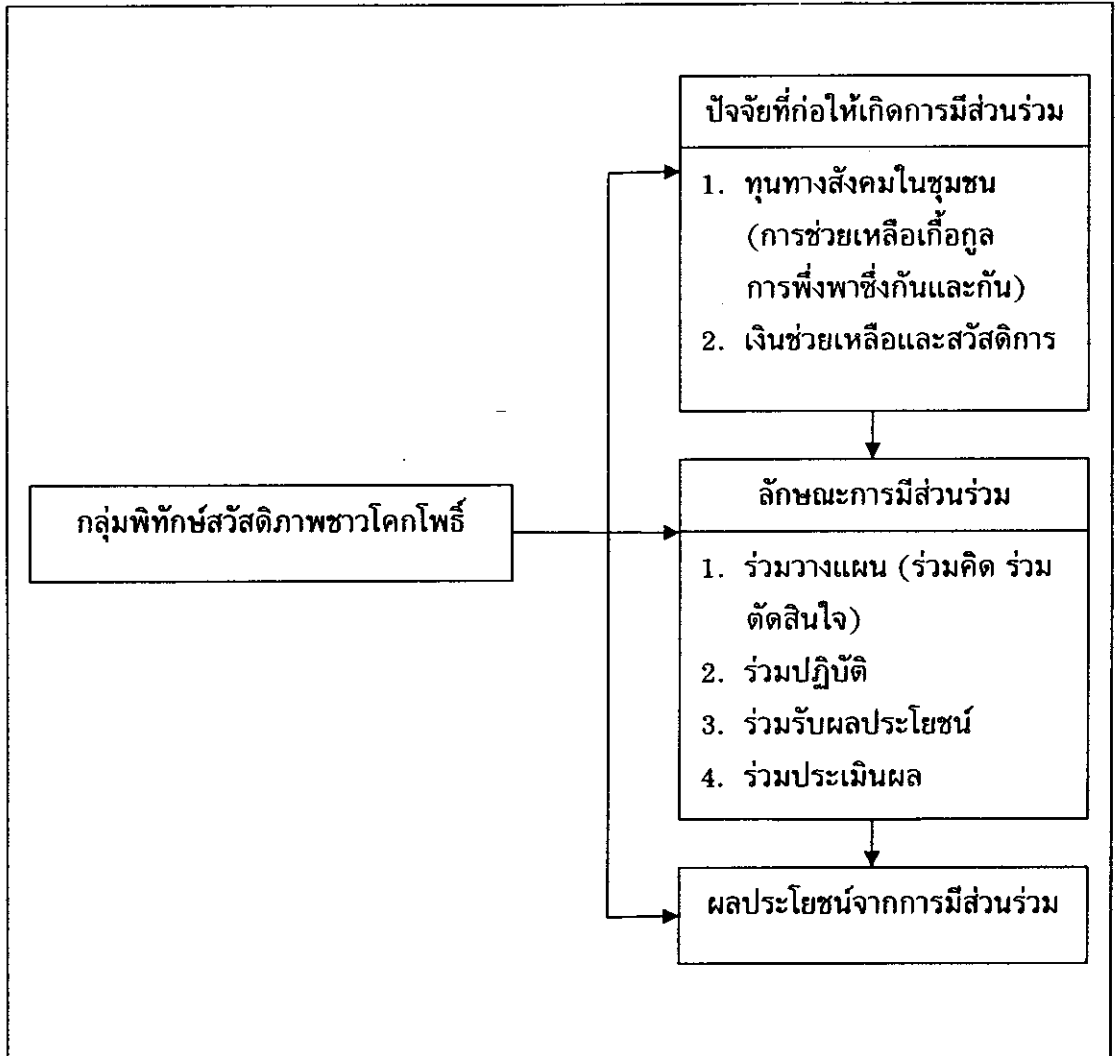 ปัจจัยที่ก่อให้เกิดการมีส่วนร่วม
1. ทุนทางสังคมในชุมชน
(การช่วยเหลือเกื้อกูล
การพึ่งพาซึ่งกันและกัน)
2. เงินช่วยเหลือและสวัสดิการ
กลุ่มพิทักษ์สวัสดิภาพชาวโคกโพธิ์
ลักษณะการมีส่วนร่วม
1. ร่วมวางแผน (ร่วมคิด ร่วม
ตัดสินใจ)
2. ร่วมปฏิบัติ
3. ร่วมรับผลประโยชน์
4. ร่วมประเมินผล
ผลประโยชน์จากการมีส่วนร่วม